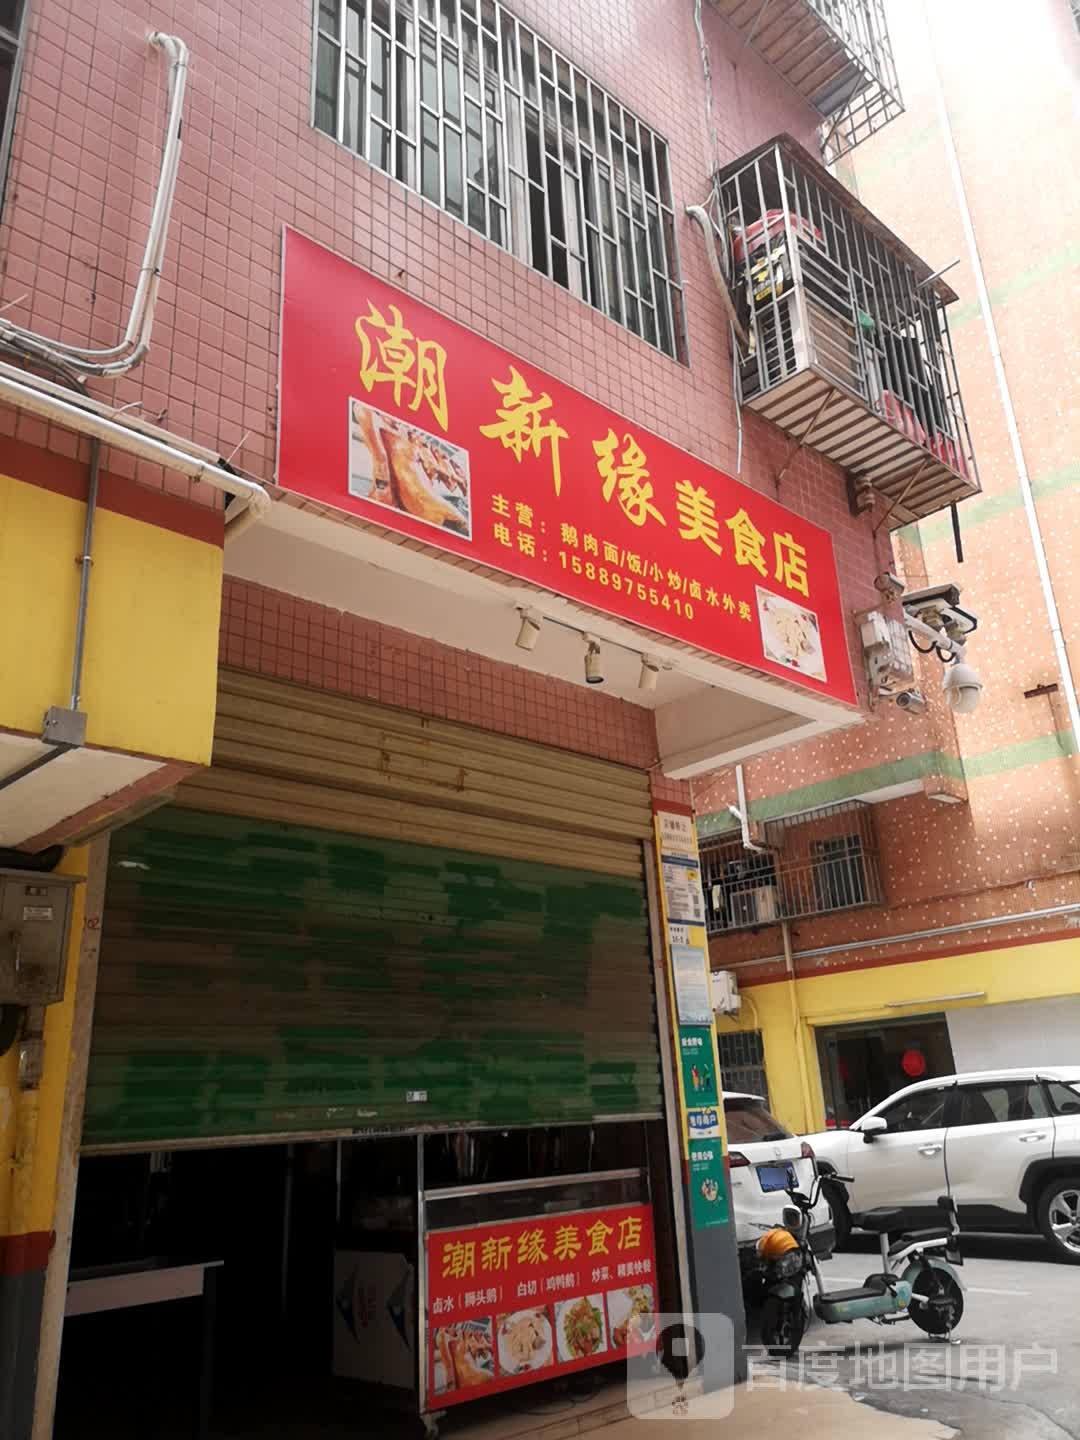 潮新缘美食店
主营：鹅肉面/饭/小炒/卤水外卖
电话：15889755410
102
潮新缘美食店
卤水（狮头鹅） 白切（鸡鸭鹅） 炒菜、精美快餐
百度地图用户